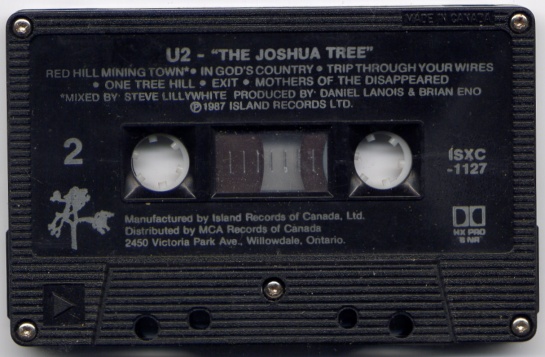 MADE IN CANADA
U2 - "THE JOSHUA TREE"
RED HILL MINING TOWN* • IN GOD'S COUNTRY • TRIP THROUGH YOUR WIRES
• ONE TREE HILL • EXIT • MOTHERS OF THE DISAPPEARED
*MIXED BY: STEVE LILLYWHITE PRODUCED BY: DANIEL LANOIS & BRIAN ENO
℗1987 ISLAND RECORDS LTD.
2
ISXC
-1127
Manufactured by Island Records of Canada, Ltd.
Distributed by MCA Records of Canada
2450 Victoria Park Ave., Willowdale, Ontario.
HX PRO
B NR